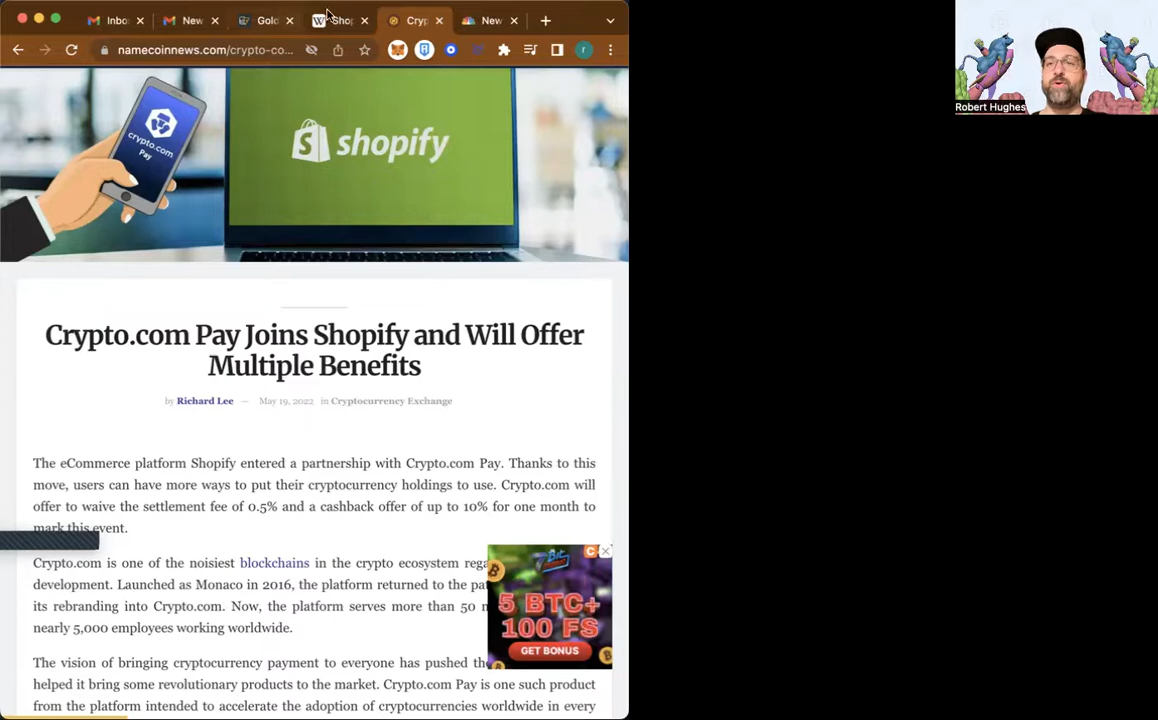 Inbo
New
Gold
Shop
Cryp
New
namecoinnews.com/crypto-co...
r
crypto.com
Pay
shopify
Robert Hughes
Crypto.com Pay Joins Shopify and Will Offer
Multiple Benefits
by Richard Lee — May 19, 2022 in Cryptocurrency Exchange
The eCommerce platform Shopify entered a partnership with Crypto.com Pay. Thanks to this
move, users can have more ways to put their cryptocurrency holdings to use. Crypto.com will
offer to waive the settlement fee of 0.5% and a cashback offer of up to 10% for one month to
mark this event.
Crypto.com is one of the noisiest blockchains in the crypto ecosystem rega
development. Launched as Monaco in 2016, the platform returned to the pat
its rebranding into Crypto.com. Now, the platform serves more than 50 m
nearly 5,000 employees working worldwide.
5 BTC+
100 FS
GET BONUS
The vision of bringing cryptocurrency payment to everyone has pushed the
helped it bring some revolutionary products to the market. Crypto.com Pay is one such product
from the platform intended to accelerate the adoption of cryptocurrencies worldwide in every